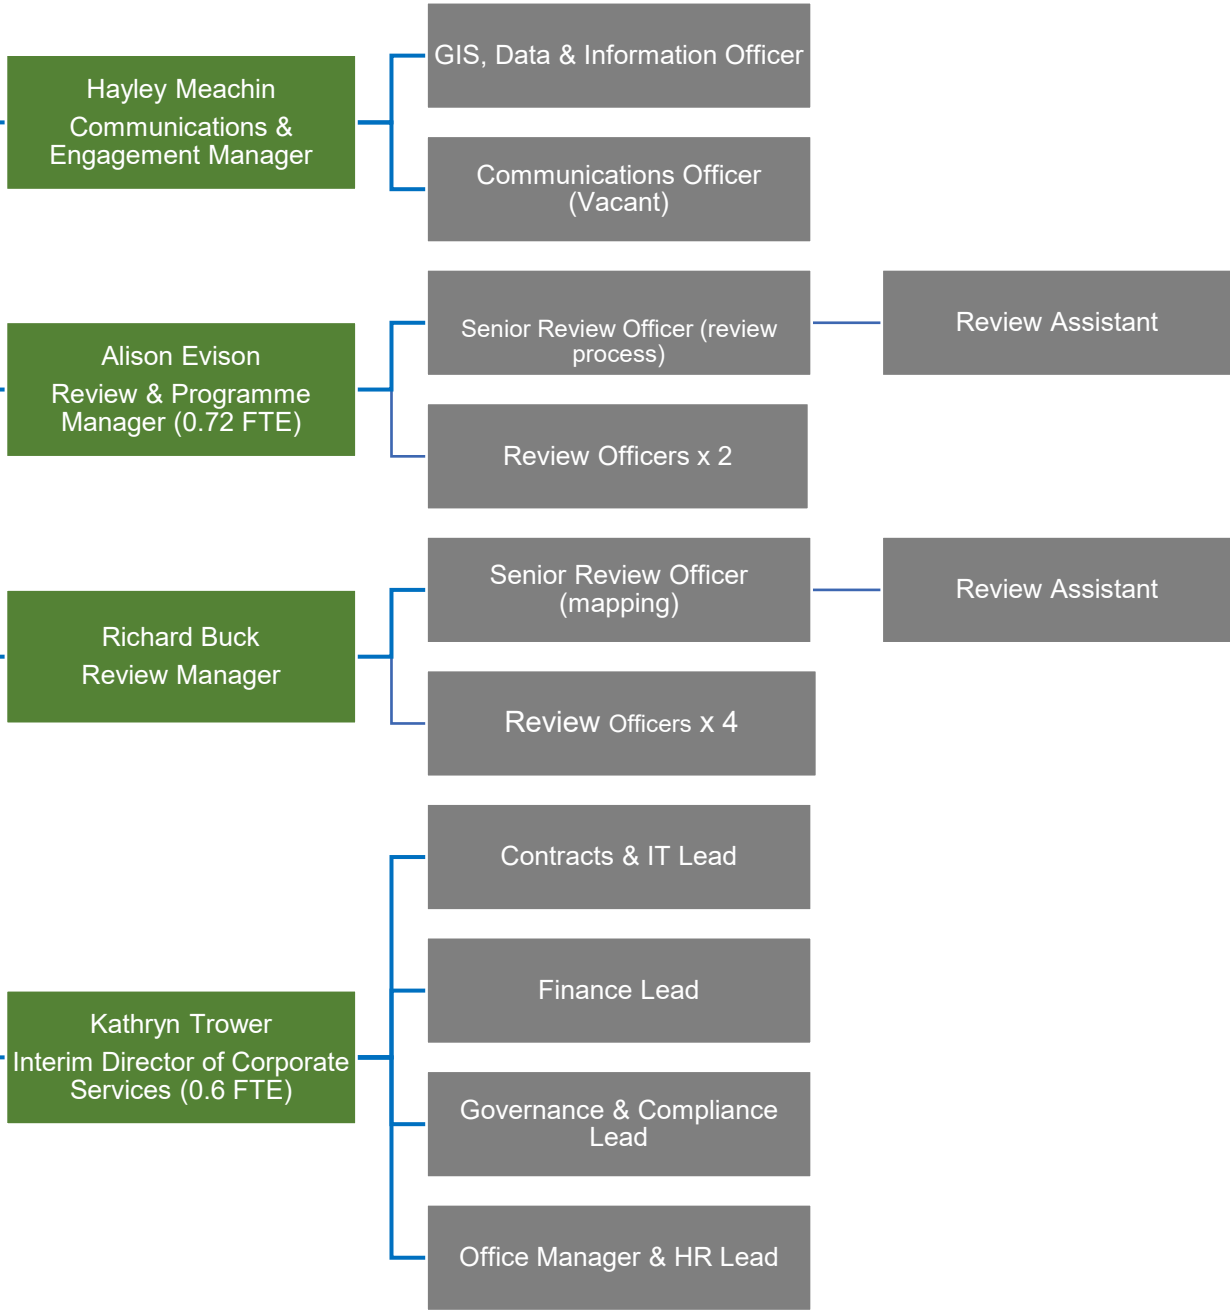 Hayley Meachin
Communications &
Engagement Manager
GIS, Data & Information Officer
Communications Officer
(Vacant)
Alison Evison
Review & Programme
Manager (0.72 FTE)
Senior Review Officer (review
process)
Review Assistant
Review Officers x 2
Richard Buck
Review Manager
Senior Review Officer
(mapping)
Review Assistant
Review Officers x 4
Kathryn Trower
Interim Director of Corporate
Services (0.6 FTE)
Contracts & IT Lead
Finance Lead
Governance & Compliance
Lead
Office Manager & HR Lead